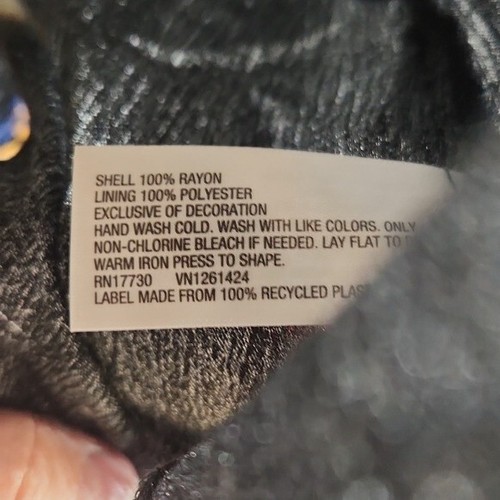 SHELL 100% RAYON
LINING 100% POLYESTER
EXCLUSIVE OF DECORATION
HAND WASH COLD. WASH WITH LIKE COLORS. ONLY
NON-CHLORINE BLEACH IF NEEDED. LAY FLAT TO
WARM IRON PRESS TO SHAPE.
RN17730 VN1261424
LABEL MADE FROM 100% RECYCLED